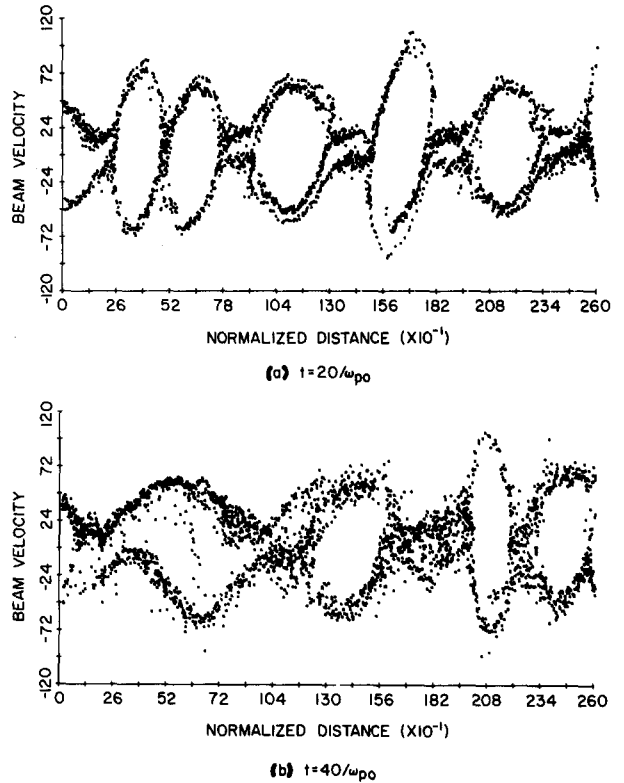 120
72
24
-24
-72
-120
BEAM VELOCITY
0 26 52 78 104 130 156 182 208 234 260
NORMALIZED DISTANCE (X10⁻¹)
(a) t=20/ωpo
120
72
24
-24
-72
-120
BEAM VELOCITY
0 26 52 78 104 130 156 182 208 234 260
NORMALIZED DISTANCE (X10⁻¹)
(b) t=40/ωpo